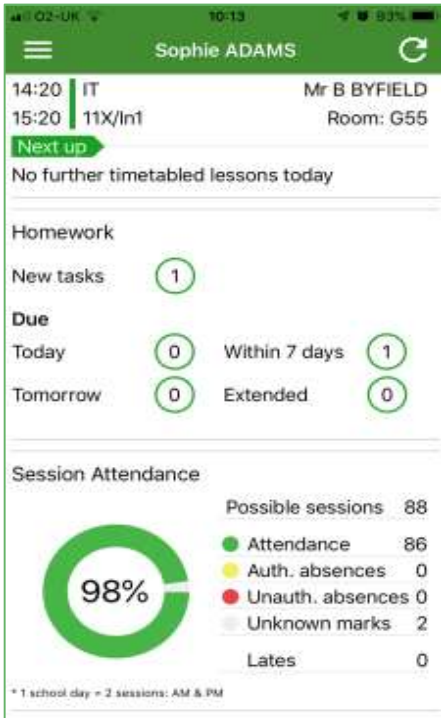 O2-UK 10:13 93%
Sophie ADAMS
14:20 IT Mr B BYFIELD
15:20 11X/In1 Room: G55
Next up
No further timetabled lessons today
Homework
New tasks 1
Due
Today 0 Within 7 days 1
Tomorrow 0 Extended 0
Session Attendance
Possible sessions 88
98%
Attendance 86
Auth. absences 0
Unauth. absences 0
Unknown marks 2
Lates 0
* 1 school day = 2 sessions: AM & PM